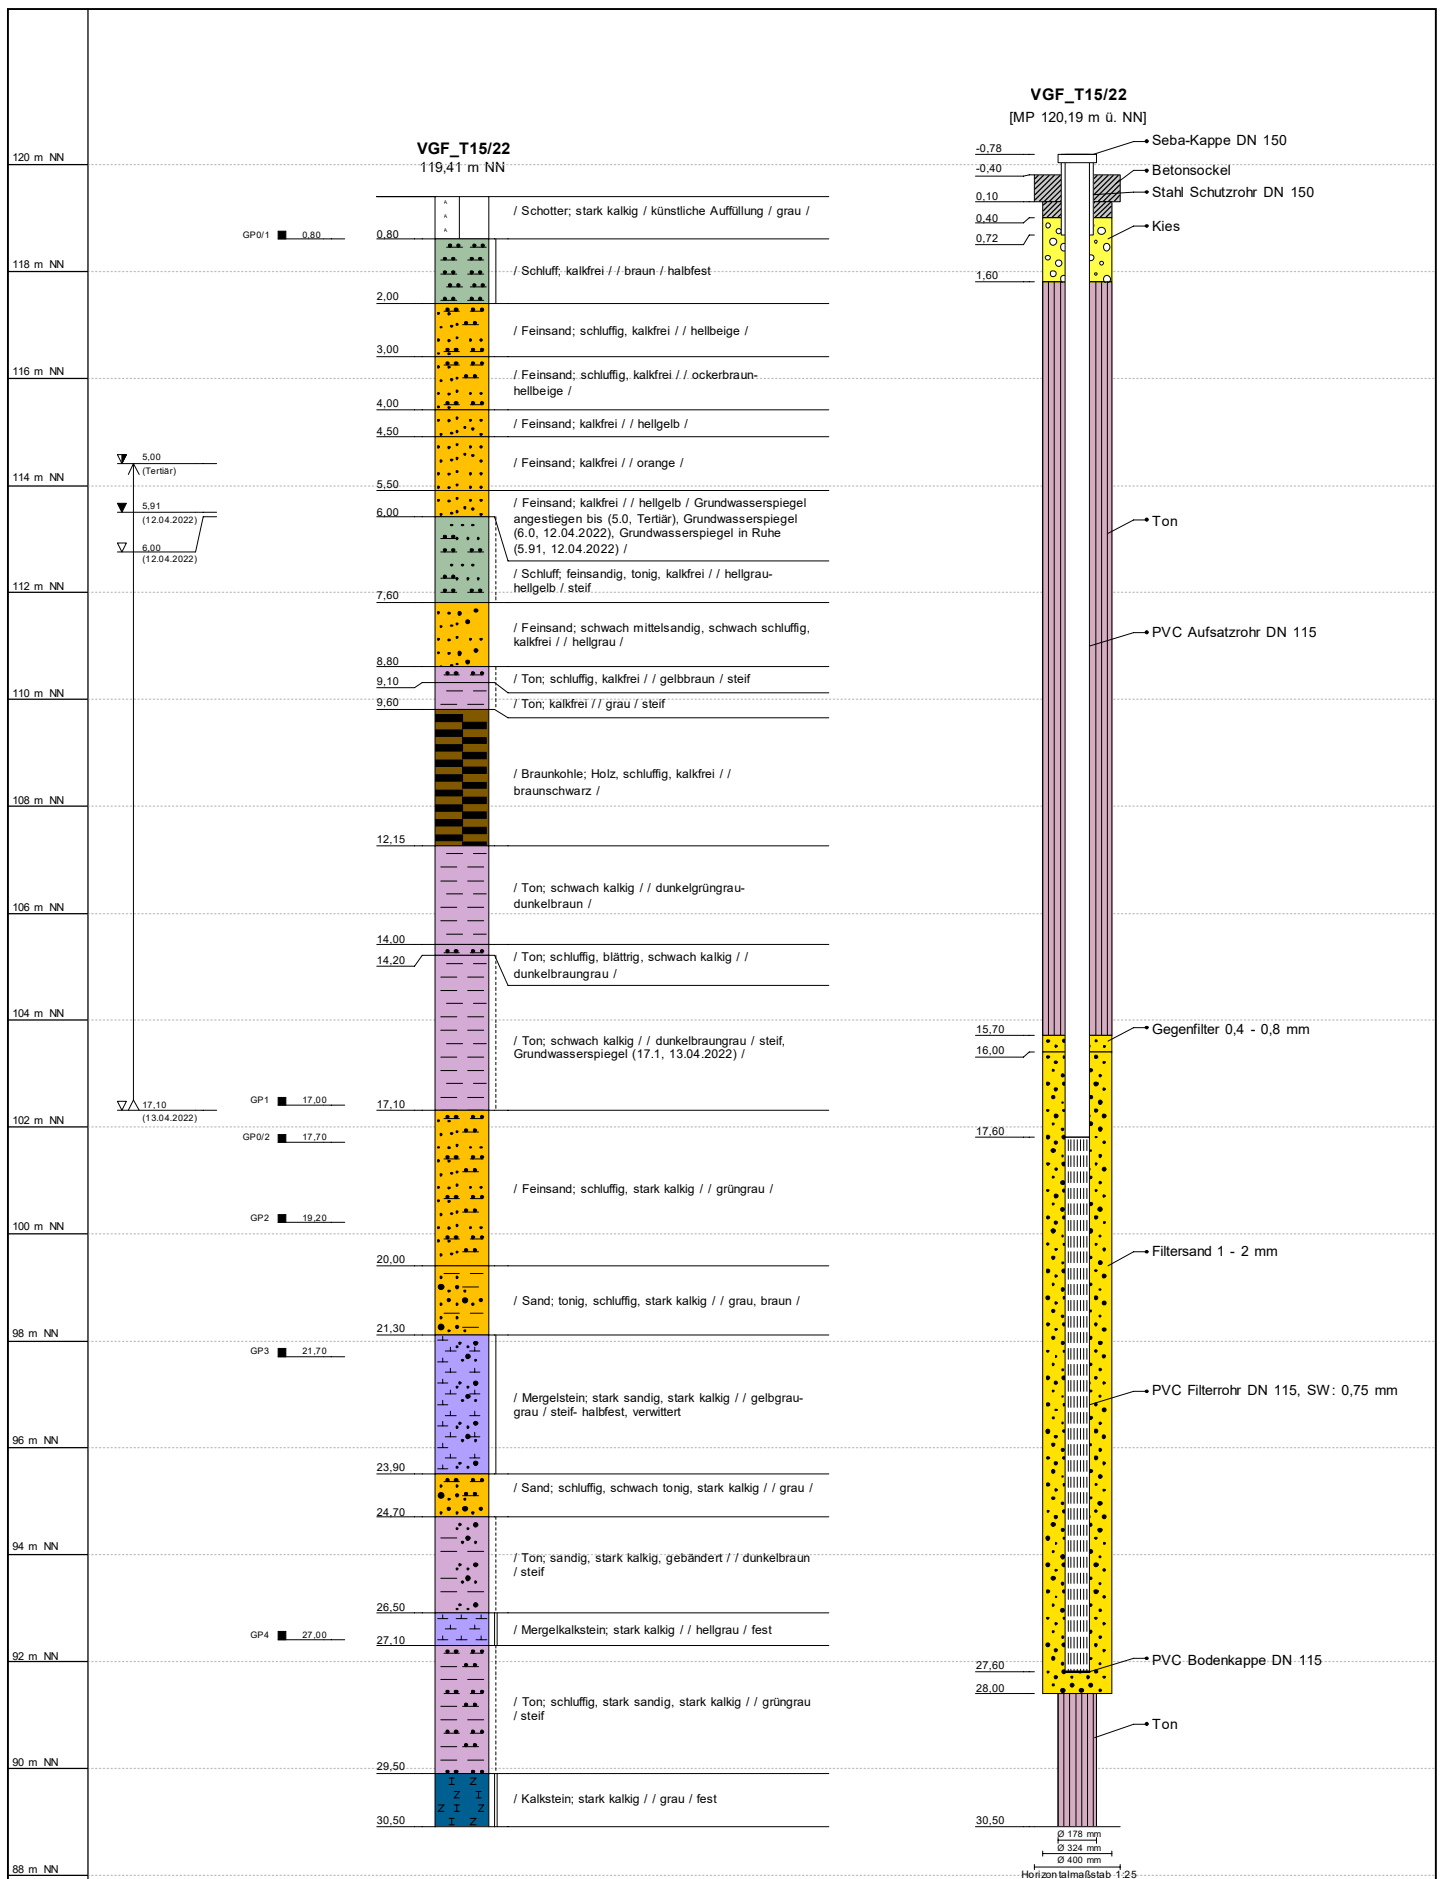 VGF_T15/22
119,41 m NN
120 m NN
118 m NN
116 m NN
114 m NN
112 m NN
110 m NN
108 m NN
106 m NN
104 m NN
102 m NN
100 m NN
98 m NN
96 m NN
94 m NN
92 m NN
90 m NN
88 m NN
5,00
(Tertiär)
5,91
(12.04.2022)
6,00
(12.04.2022)
17,10
(13.04.2022)
GP0/1 0,80
GP1 17,00
GP0/2 17,70
GP2 19,20
GP3 21,70
GP4 27,00
/ Schotter; stark kalkig / künstliche Auffüllung / grau /
0,80
/ Schluff; kalkfrei / / braun / halbfest
2,00
/ Feinsand; schluffig, kalkfrei / / hellbeige /
3,00
/ Feinsand; schluffig, kalkfrei / / ockerbraun-
hellbeige /
4,00
/ Feinsand; kalkfrei / / hellgelb /
4,50
/ Feinsand; kalkfrei / / orange /
5,50
/ Feinsand; kalkfrei / / hellgelb / Grundwasserspiegel
angestiegen bis (5.0, Tertiär), Grundwasserspiegel
(6.0, 12.04.2022), Grundwasserspiegel in Ruhe
(5.91, 12.04.2022) /
6,00
/ Schluff; feinsandig, tonig, kalkfrei / / hellgrau-
hellgelb / steif
7,60
/ Feinsand; schwach mittelsandig, schwach schluffig,
kalkfrei / / hellgrau /
8,80
/ Ton; schluffig, kalkfrei / / gelbbraun / steif
9,10
/ Ton; kalkfrei / / grau / steif
9,60
/ Braunkohle; Holz, schluffig, kalkfrei / /
braunschwarz /
12,15
/ Ton; schwach kalkig / / dunkelgrüngrau-
dunkelbraun /
14,00
/ Ton; schluffig, blättrig, schwach kalkig / /
dunkelbraungrau /
14,20
/ Ton; schwach kalkig / / dunkelbraungrau / steif,
Grundwasserspiegel (17.1, 13.04.2022) /
17,10
/ Feinsand; schluffig, stark kalkig / / grüngrau /
20,00
/ Sand; tonig, schluffig, stark kalkig / / grau, braun /
21,30
/ Mergelstein; stark sandig, stark kalkig / / gelbgrau-
grau / steif- halbfest, verwittert
23,90
/ Sand; schluffig, schwach tonig, stark kalkig / / grau /
24,70
/ Ton; sandig, stark kalkig, gebändert / / dunkelbraun
/ steif
26,50
/ Mergelkalkstein; stark kalkig / / hellgrau / fest
27,10
/ Ton; schluffig, stark sandig, stark kalkig / / grüngrau
/ steif
29,50
/ Kalkstein; stark kalkig / / grau / fest
30,50
VGF_T15/22
[MP 120,19 m ü. NN]
-0,78
-0,40
0,10
0,40
0,72
1,60
15,70
16,00
17,60
27,60
28,00
30,50
Seba-Kappe DN 150
Betonsockel
Stahl Schutzrohr DN 150
Kies
Ton
PVC Aufsatzrohr DN 115
Gegenfilter 0,4 - 0,8 mm
Filtersand 1 - 2 mm
PVC Filterrohr DN 115, SW: 0,75 mm
PVC Bodenkappe DN 115
Ton
Ø 178 mm
Ø 324 mm
Ø 400 mm
Horizontalmaßstab 1:25